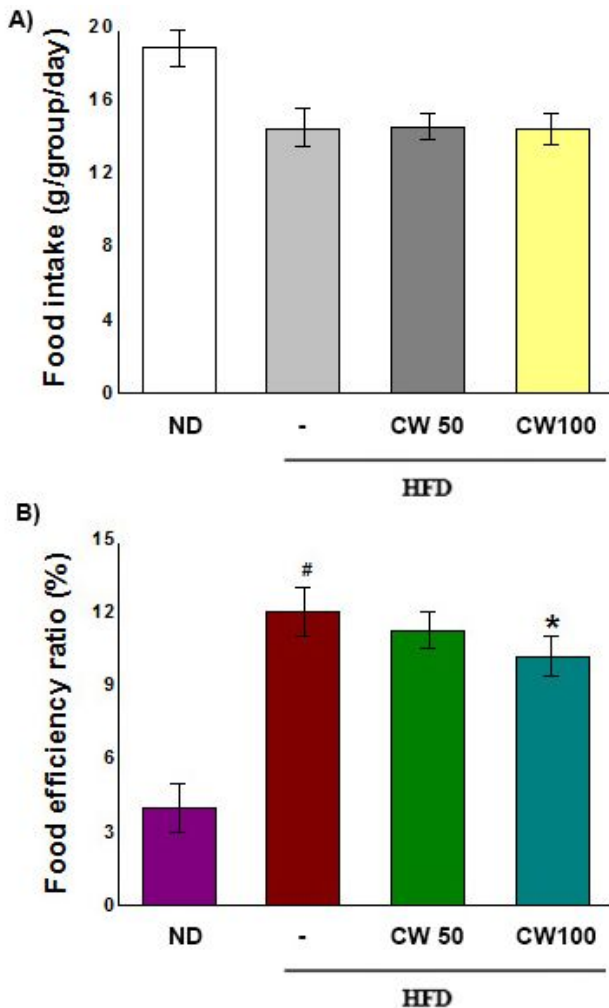 A)
Food intake (g/group/day)
20
16
12
8
4
0
ND - CW 50 CW100
HFD
B)
Food efficiency ratio (%)
15
12
9
6
3
0
#
*
ND - CW 50 CW100
HFD